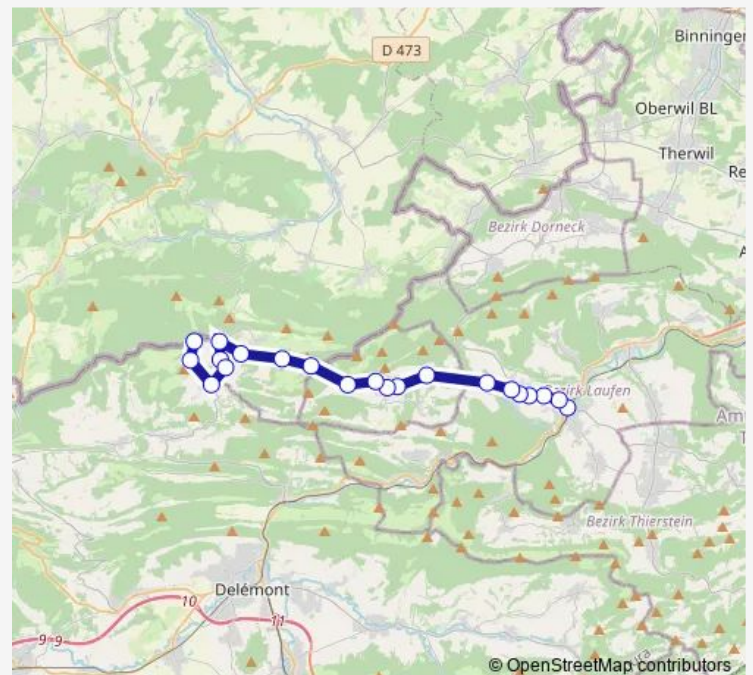 Binninger
D 473
Oberwil BL
Therwil
Re
Bezirk Dorneck
A
Bezirk Laufen
Am
T
Bezirk Thierstein
Delémont
10
11
9-9
© OpenStreetMap contributors